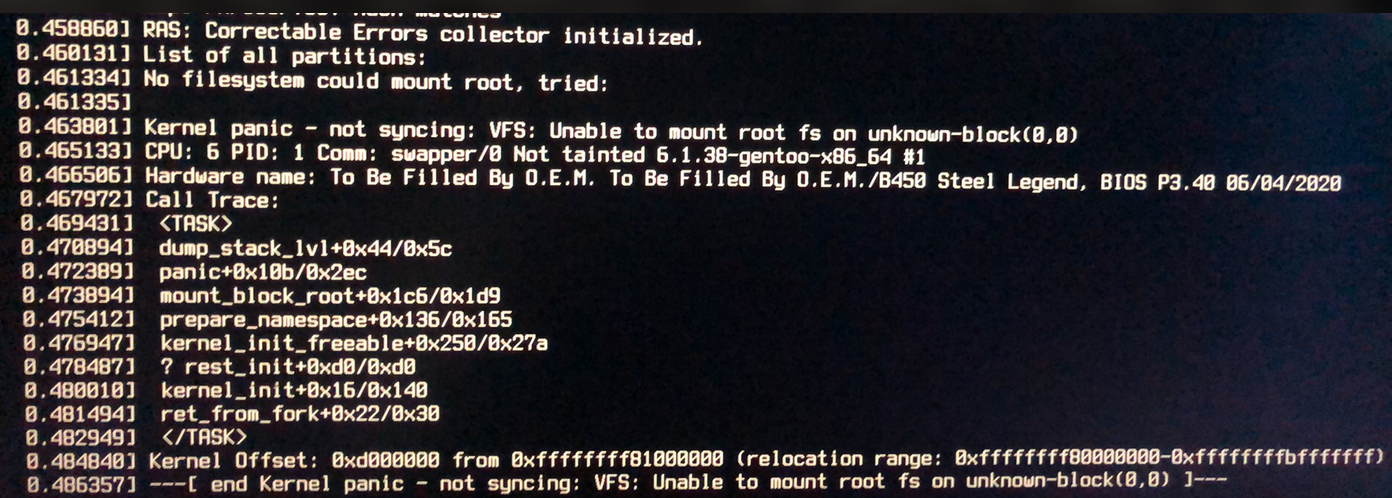 matches
0.458860] RAS: Correctable Errors collector initialized.
0.460131] List of all partitions:
0.461334] No filesystem could mount root, tried:
0.461335]
0.463801] Kernel panic - not syncing: VFS: Unable to mount root fs on unknown-block(0,0)
0.465133] CPU: 6 PID: 1 Comm: swapper/0 Not tainted 6.1.38-gentoo-x86_64 #1
0.466506] Hardware name: To Be Filled By O.E.M. To Be Filled By O.E.M./B450 Steel Legend, BIOS P3.40 06/04/2020
0.467972] Call Trace:
0.469431]  <TASK>
0.470894]  dump_stack_lvl+0x44/0x5c
0.472389]  panic+0x10b/0x2ec
0.473894]  mount_block_root+0x1c6/0x1d9
0.475412]  prepare_namespace+0x136/0x165
0.476947]  kernel_init_freeable+0x250/0x27a
0.478487]  ? rest_init+0xd0/0xd0
0.480010]  kernel_init+0x16/0x140
0.481494]  ret_from_fork+0x22/0x30
0.482949]  </TASK>
0.484840] Kernel Offset: 0xd000000 from 0xffffffff81000000 (relocation range: 0xffffffff80000000-0xffffffffbfffffff)
0.486357] ---[ end Kernel panic - not syncing: VFS: Unable to mount root fs on unknown-block(0,0) ]---